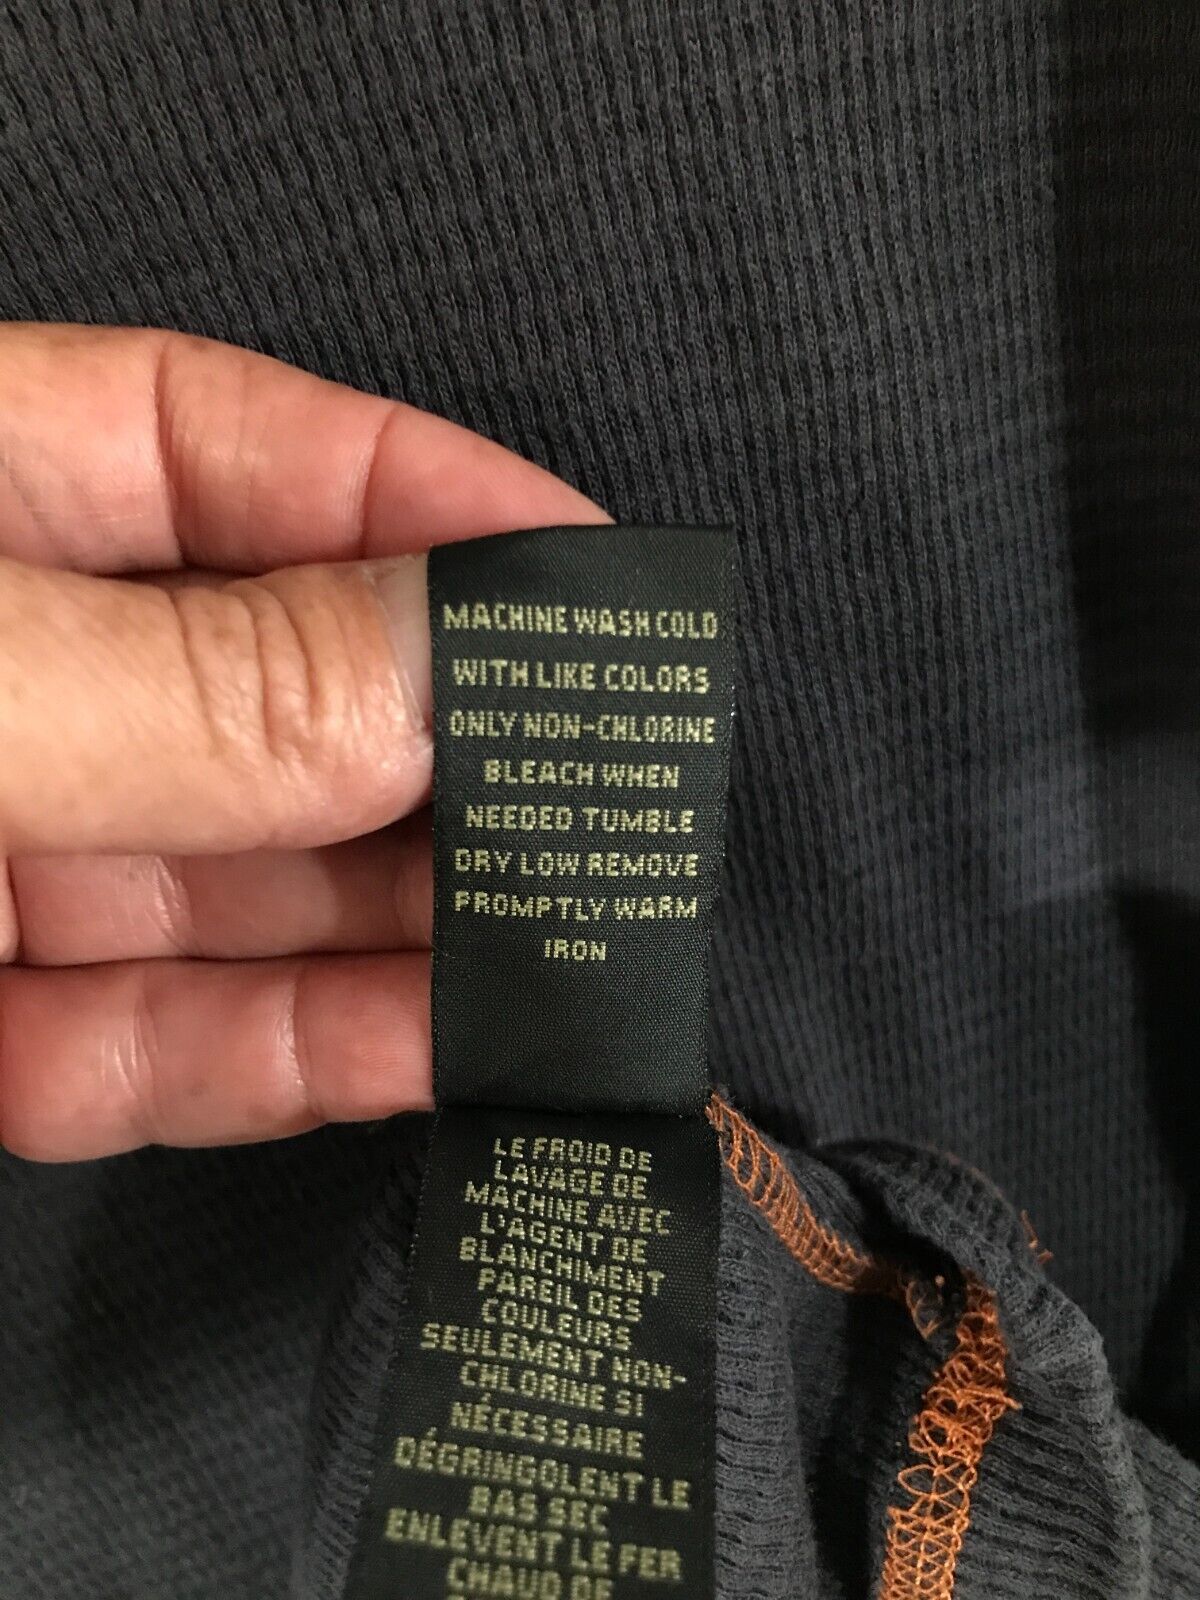 MACHINE WASH COLD
WITH LIKE COLORS
ONLY NON-CHLORINE
BLEACH WHEN
NEEDED TUMBLE
DRY LOW REMOVE
PROMPTLY WARM
IRON
LE FROID DE
LAVAGE DE
MACHINE AVEC
L'AGENT DE
BLANCHIMENT
PAREIL DES
COULEURS
SEULEMENT NON-
CHLORINE SI
NÉCESSAIRE
DÉGRINGOLENT LE
BAS SEC
ENLÈVENT LE FER
CHAUD DE